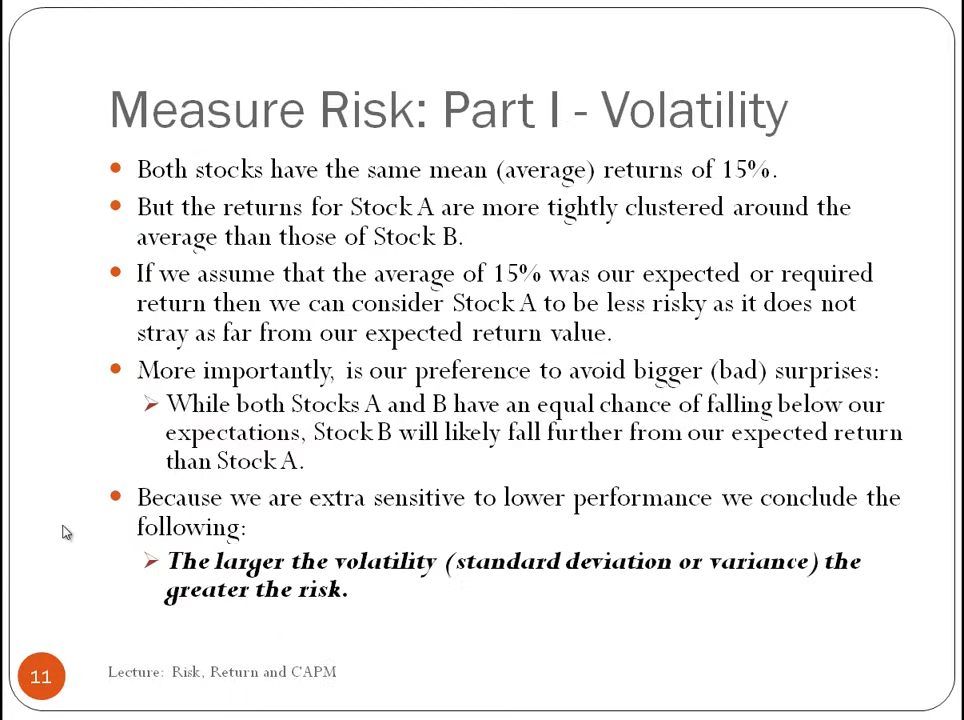 Measure Risk: Part I - Volatility
Both stocks have the same mean (average) returns of 15%.
But the returns for Stock A are more tightly clustered around the
average than those of Stock B.
If we assume that the average of 15% was our expected or required
return then we can consider Stock A to be less risky as it does not
stray as far from our expected return value.
More importantly, is our preference to avoid bigger (bad) surprises:
While both Stocks A and B have an equal chance of falling below our
expectations, Stock B will likely fall further from our expected return
than Stock A.
Because we are extra sensitive to lower performance we conclude the
following:
The larger the volatility (standard deviation or variance) the
greater the risk.
11
Lecture: Risk, Return and CAPM